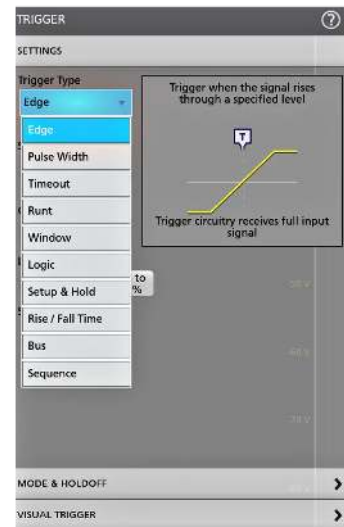 TRIGGER
?
SETTINGS
Trigger Type
Edge
Edge
Pulse Width
Timeout
Runt
Window
Logic
Setup & Hold
Rise / Fall Time
Bus
Sequence
Trigger when the signal rises
through a specified level
T
Trigger circuitry receives full input
signal
to
%
MODE & HOLDOFF
VISUAL TRIGGER